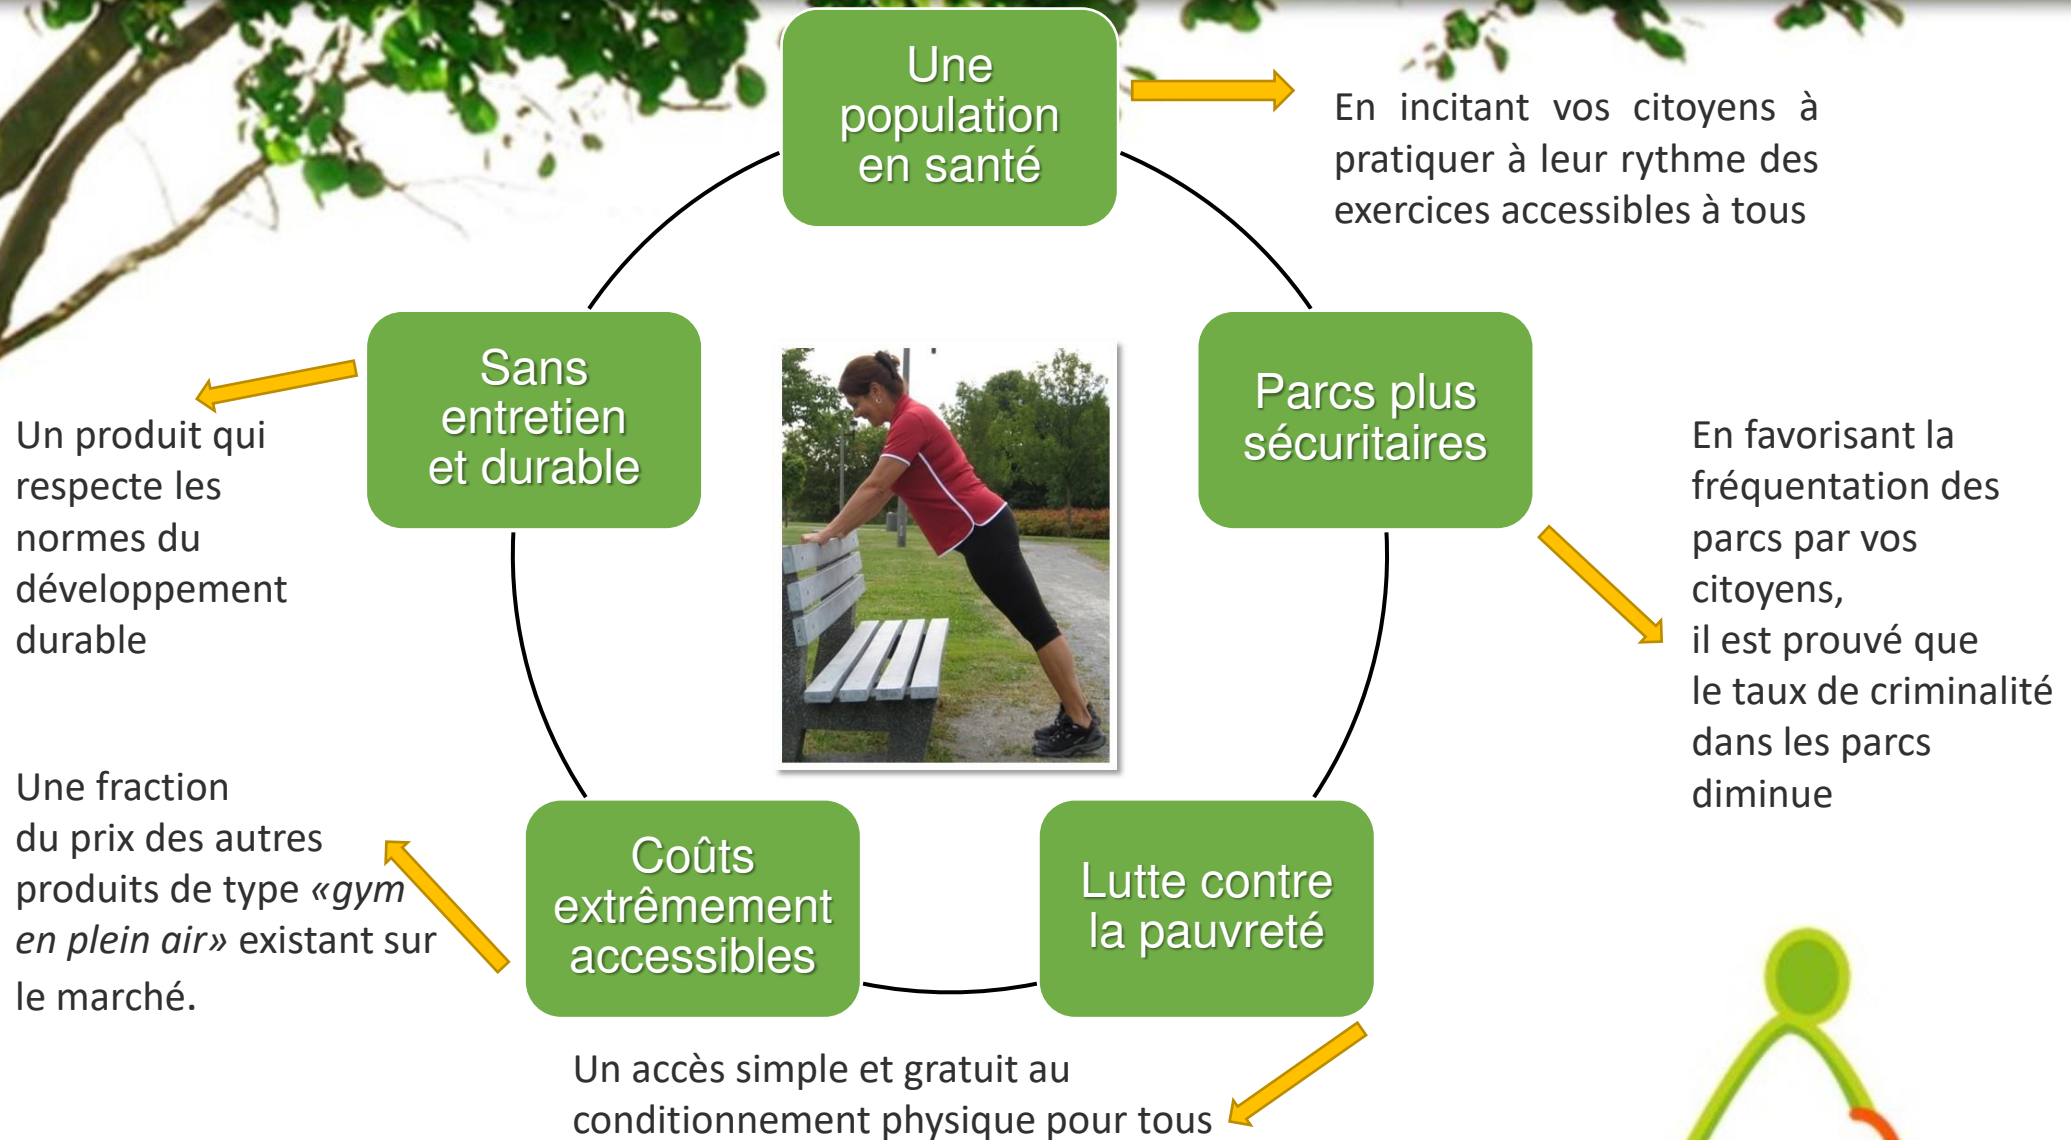 Une
population
en santé
En incitant vos citoyens à
pratiquer à leur rythme des
exercices accessibles à tous
Sans
entretien
et durable
Parcs plus
sécuritaires
Un produit qui
respecte les
normes du
développement
durable
En favorisant la
fréquentation des
parcs par vos
citoyens,
il est prouvé que
le taux de criminalité
dans les parcs
diminue
Une fraction
du prix des autres
produits de type «gym
en plein air» existant sur
le marché.
Coûts
extrêmement
accessibles
Lutte contre
la pauvreté
Un accès simple et gratuit au
conditionnement physique pour tous